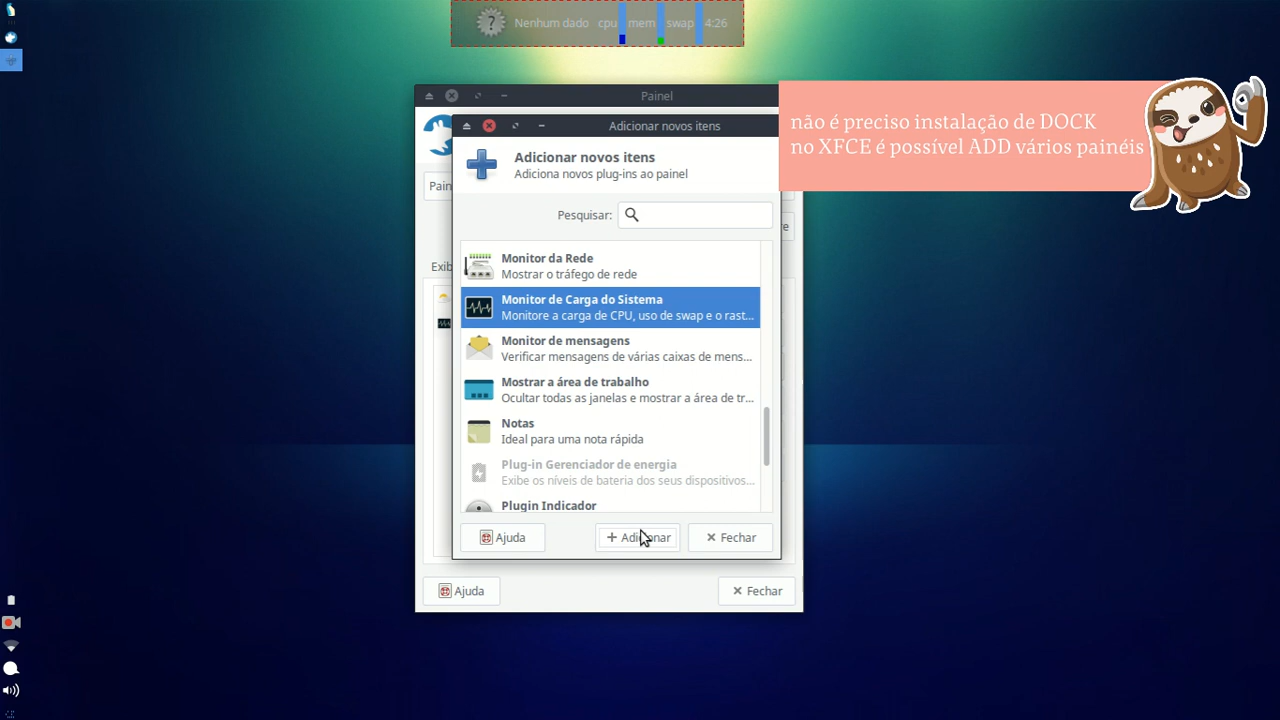 Nenhum dado cpu mem swap 4:26
Painel
Adicionar novos itens
não é preciso instalação de DOCK
no XFCE é possível ADD vários painéis
Adicionar novos itens
Adiciona novos plug-ins ao painel
Pesquisar:
Monitor da Rede
Mostrar o tráfego de rede
Monitor de Carga do Sistema
Monitore a carga de CPU, uso de swap e o rast...
Monitor de mensagens
Verificar mensagens de várias caixas de mens...
Mostrar a área de trabalho
Ocultar todas as janelas e mostrar a área de tr...
Notas
Ideal para uma nota rápida
Plug-in Gerenciador de energia
Exibe os níveis de bateria dos seus dispositivos...
Plugin Indicador
Ajuda Adicionar Fechar
Ajuda Fechar